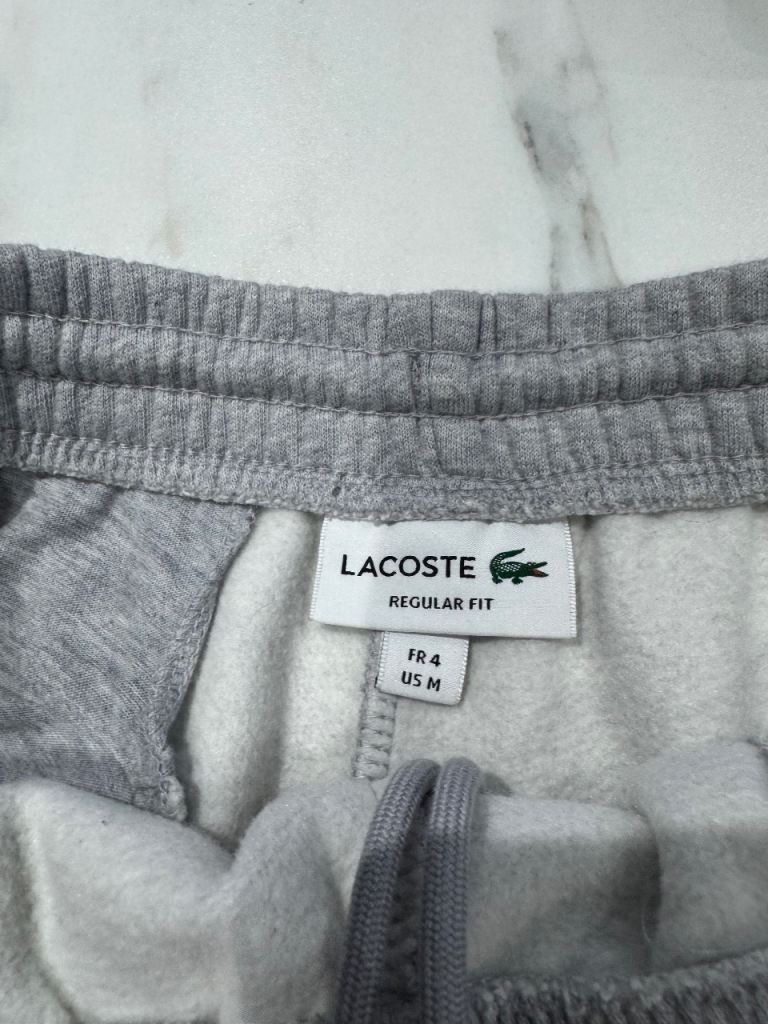 LACOSTE
REGULAR FIT
FR 4
US M